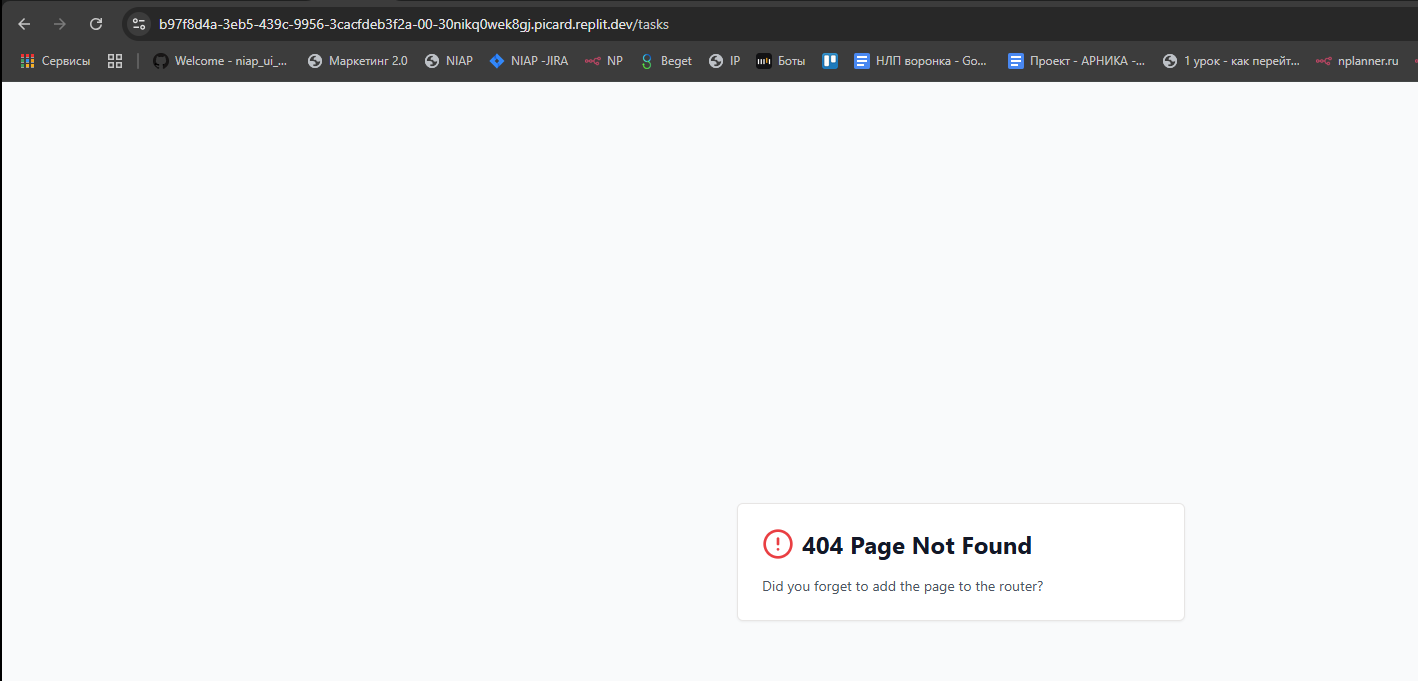 b97f8d4a-3eb5-439c-9956-3cacfdeb3f2a-00-30nikq0wek8gj.picard.replit.dev/tasks
Сервисы Welcome - niap_ui_... Маркетинг 2.0 NIAP NIAP -JIRA NP Beget IP Боты НЛП воронка - Go... Проект - АРНИКА -... 1 урок - как перейт... nplanner.ru
404 Page Not Found
Did you forget to add the page to the router?